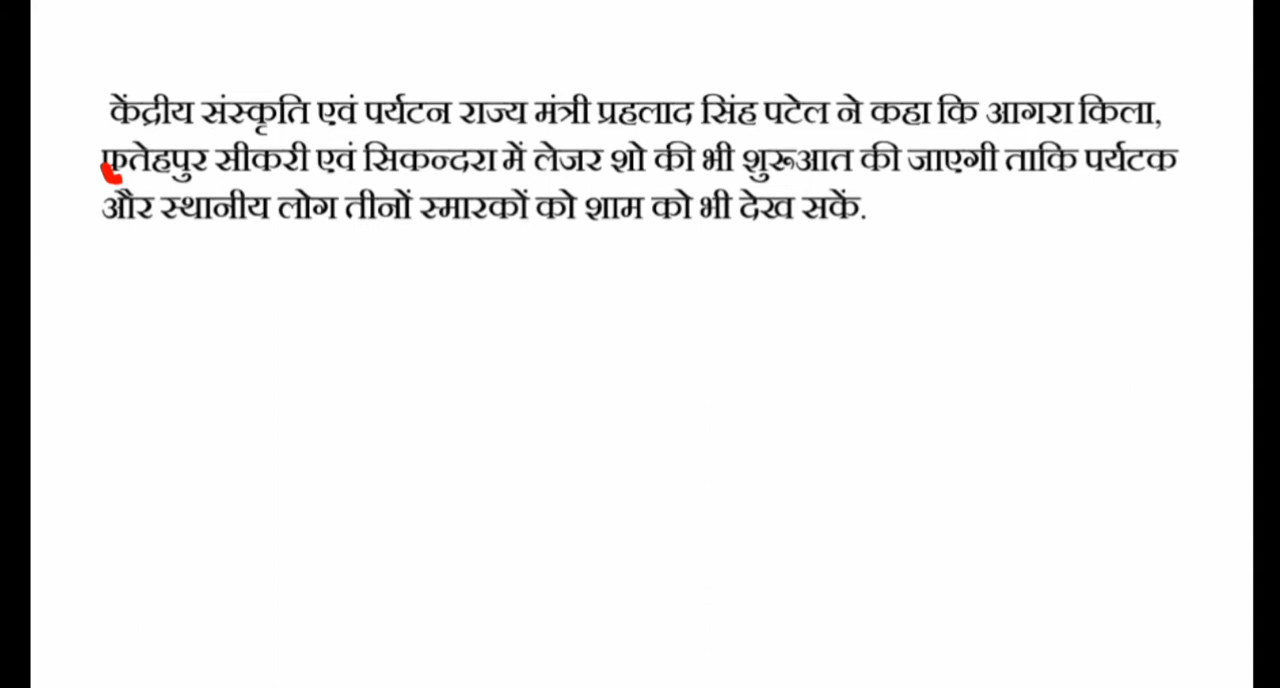 केंद्रीय संस्कृति एवं पर्यटन राज्य मंत्री प्रहलाद सिंह पटेल ने कहा कि आगरा किला,
फतेहपुर सीकरी एवं सिकन्दरा में लेजर शो की भी शुरूआत की जाएगी ताकि पर्यटक
और स्थानीय लोग तीनों स्मारकों को शाम को भी देख सकें.